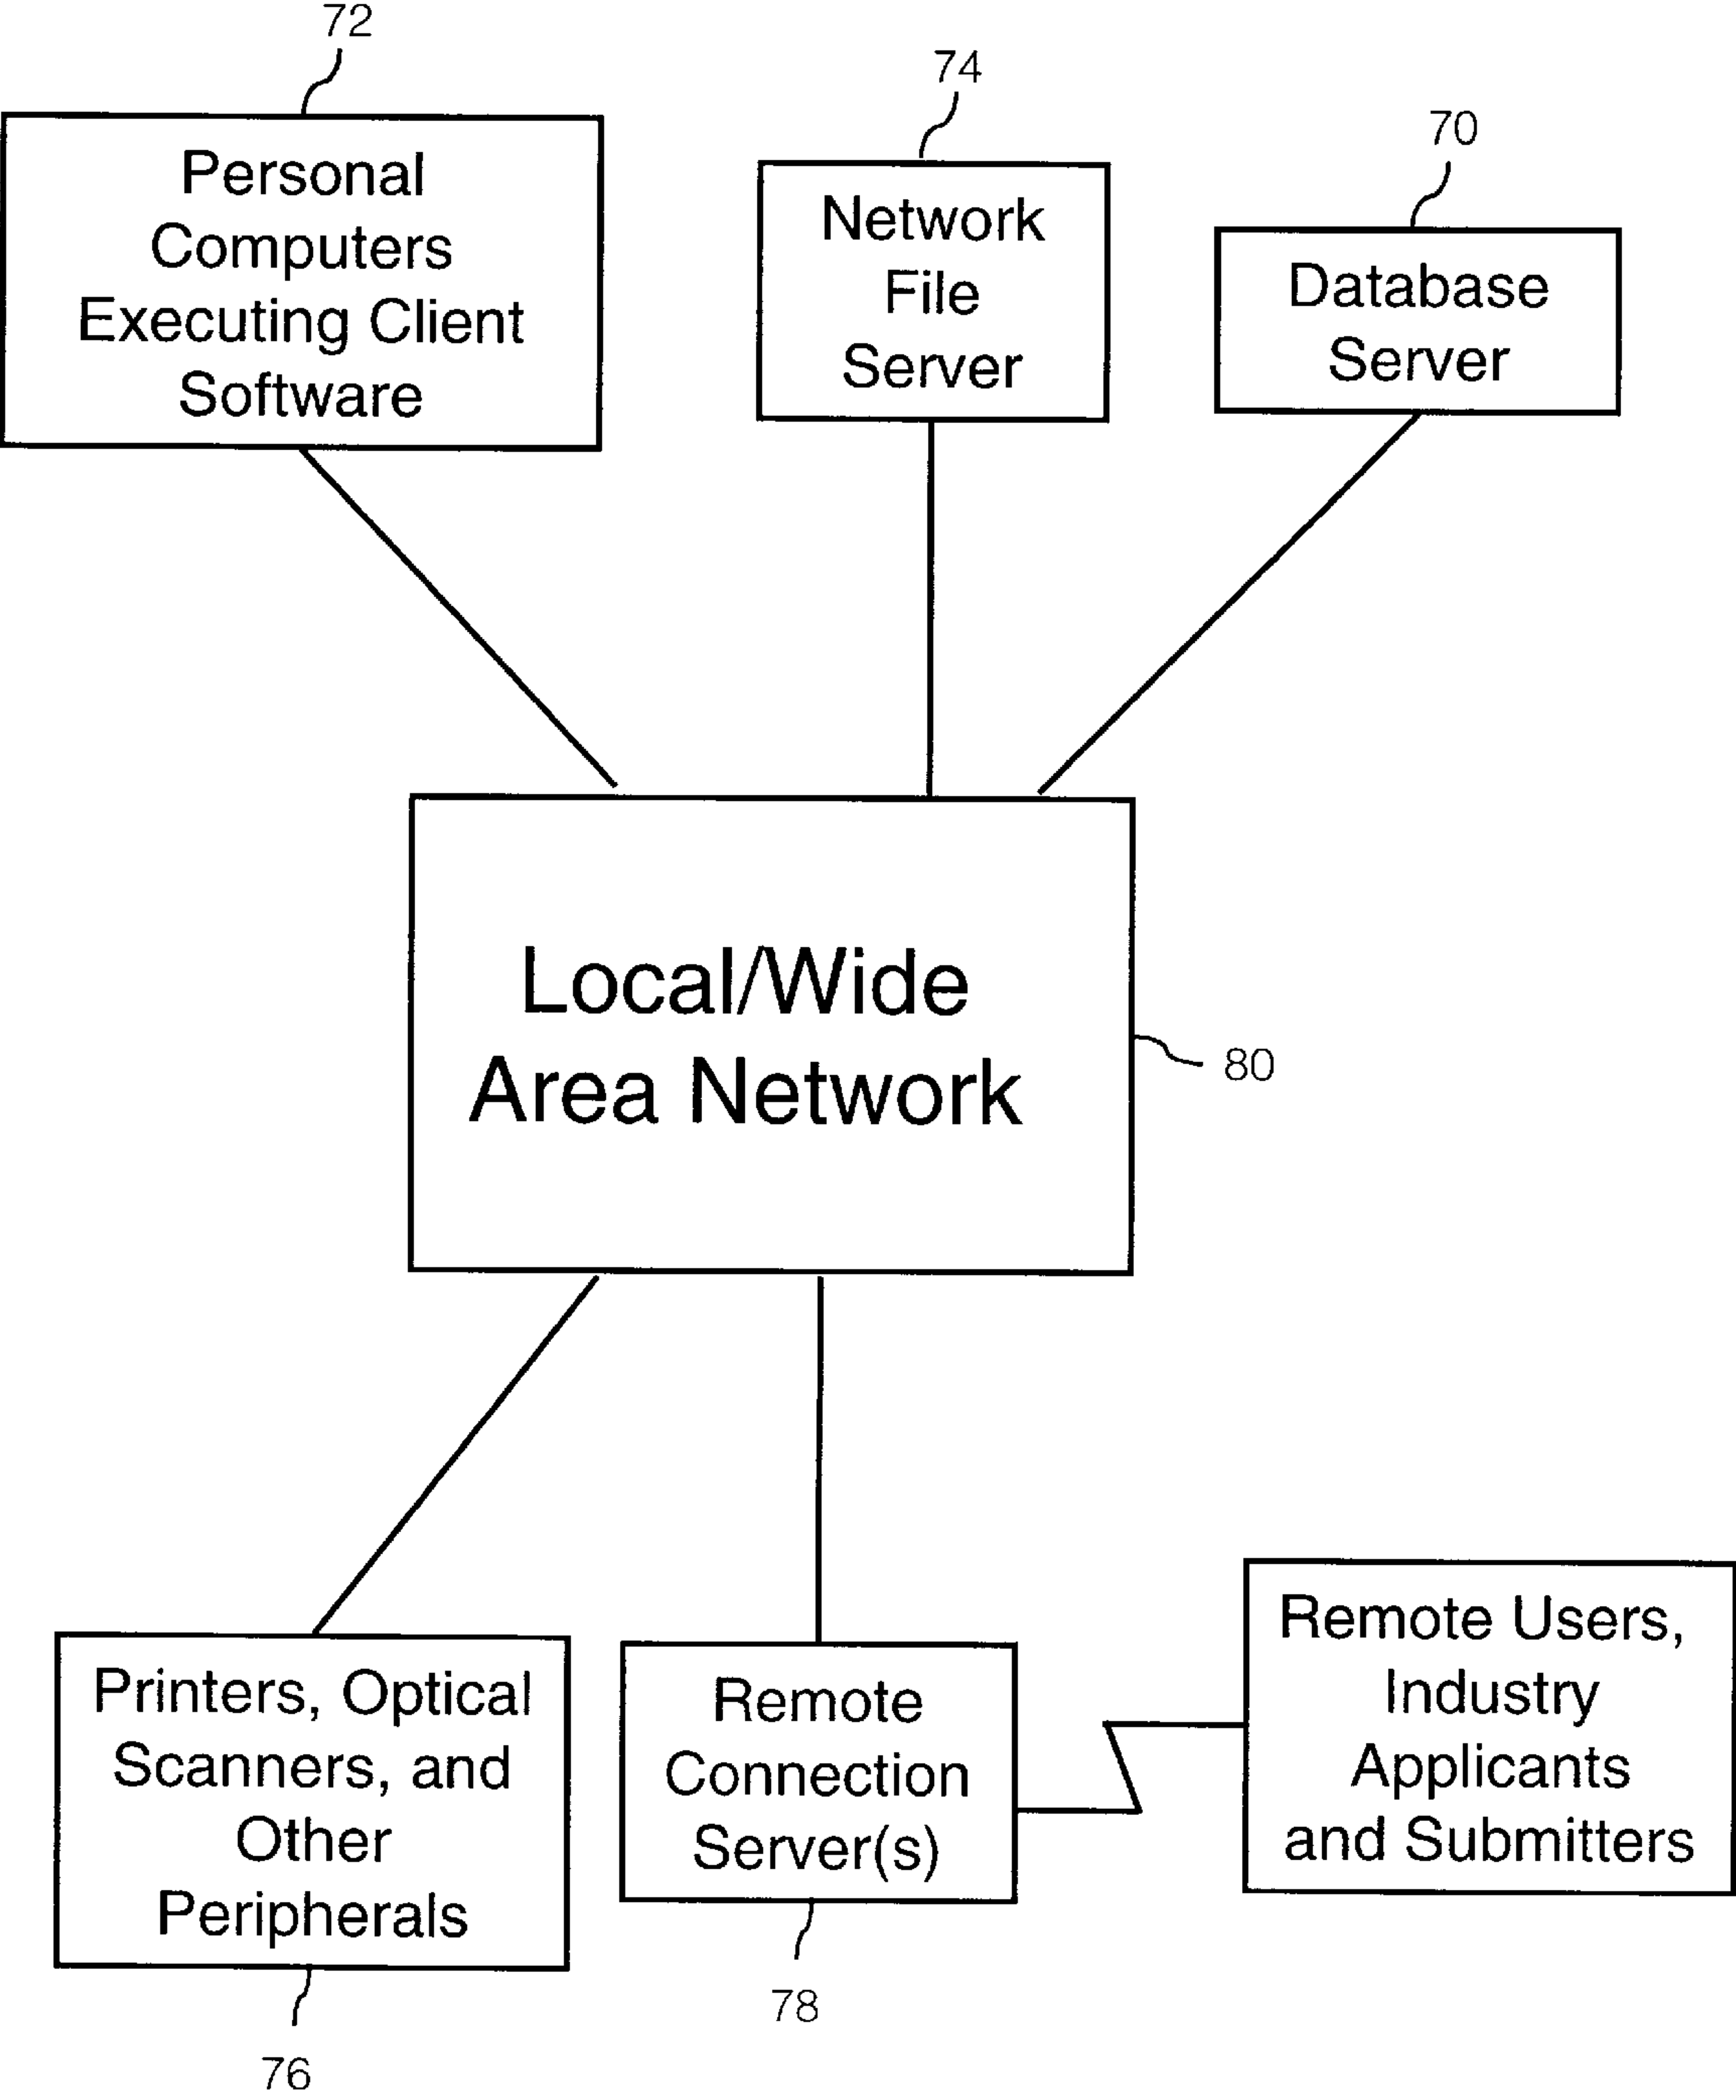 72
Personal
Computers
Executing Client
Software
74
Network
File
Server
70
Database
Server
Local/Wide
Area Network
80
Printers, Optical
Scanners, and
Other
Peripherals
76
Remote
Connection
Server(s)
78
Remote Users,
Industry
Applicants
and Submitters